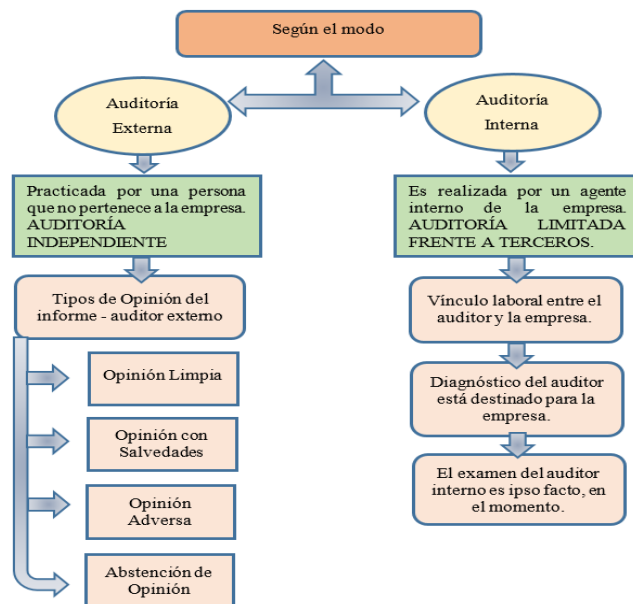 Según el modo
Auditoría
Externa
Auditoría
Interna
Practicada por una persona
que no pertenece a la empresa.
AUDITORÍA
INDEPENDIENTE
Es realizada por un agente
interno de la empresa.
AUDITORÍA LIMITADA
FRENTE A TERCEROS.
Tipos de Opinión del
informe - auditor externo
Opinión Limpia
Opinión con
Salvedades
Opinión
Adversa
Abstención de
Opinión
Vínculo laboral entre el
auditor y la empresa.
Diagnóstico del auditor
está destinado para la
empresa.
El examen del auditor
interno es ipso facto, en
el momento.